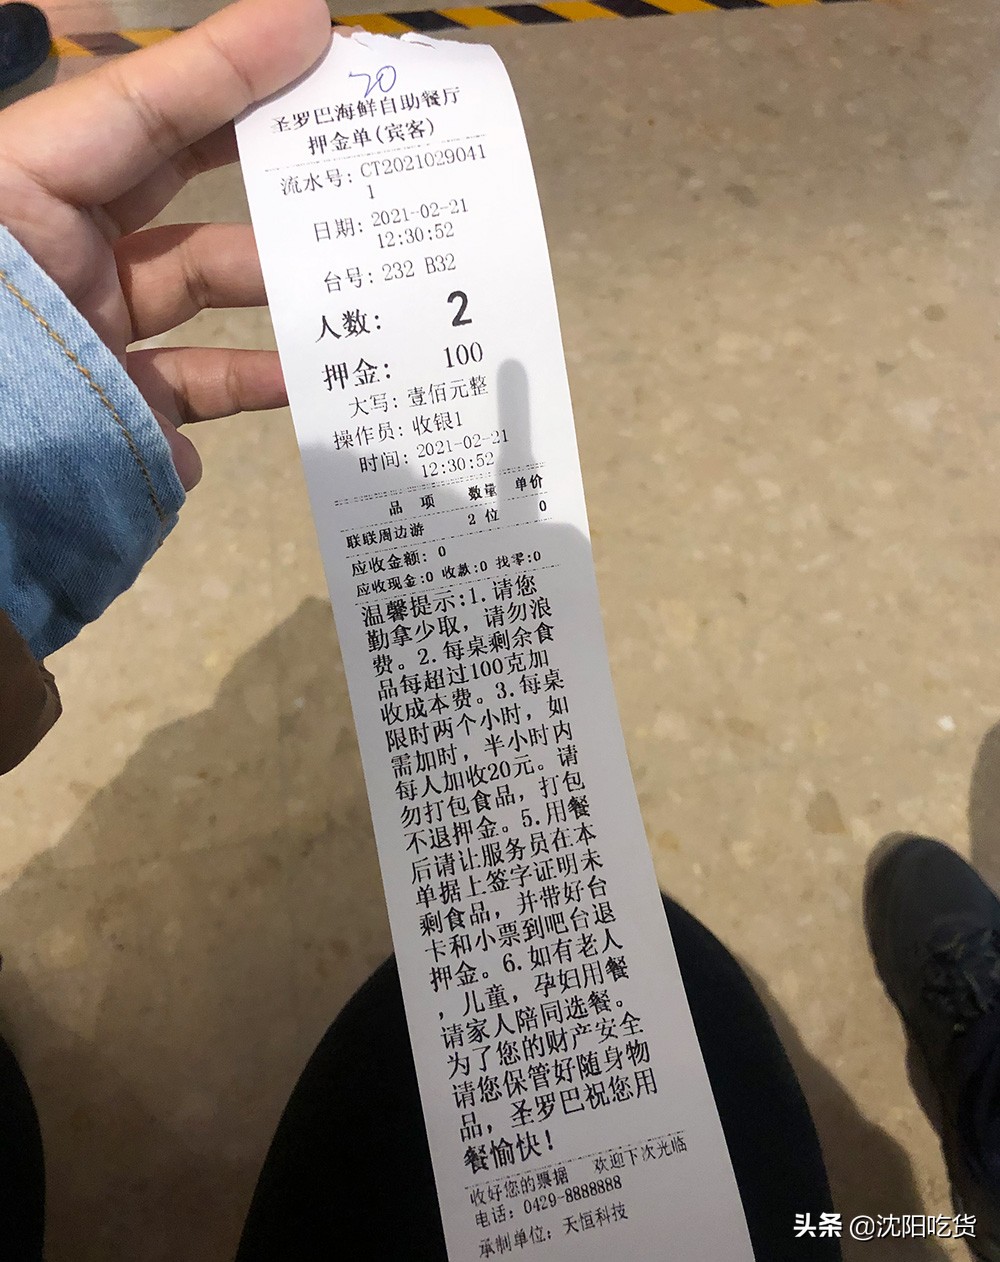 20
圣罗巴海鲜自助餐厅
押金单(宾客)
流水号: CT2021029041
1
日期: 2021-02-21
12:30:52
台号: 232 B32
人数: 2
押金: 100
大写: 壹佰元整
操作员: 收银1
时间: 2021-02-21
12:30:52
品 项 数量 单价
联联周边游 2 位 0
应收金额: 0
应收现金:0 收款:0 找零:0
温馨提示:1.请您
勤拿少取, 请勿浪
费。2.每桌剩余食
品每超过100克加
收成本费。3.每桌
限时两个小时, 如
需加时, 半小时内
每人加收20元。请
勿打包食品, 打包
不退押金。5.用餐
后请让服务员在本
单据上签字证明未
剩食品, 并带好台
卡和小票到吧台退
押金。6.如有老人
, 儿童, 孕妇用餐
请家人陪同选餐。
为了您的财产安全
请您保管好随身物
品, 圣罗巴祝您用
餐愉快!
收好您的票据 欢迎下次光临
电话: 0429-8888888
承制单位: 天恒科技
头条 @沈阳吃货